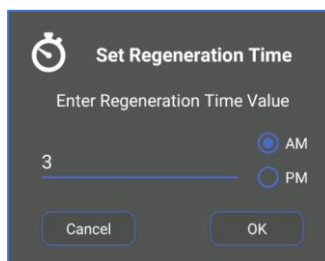 Set Regeneration Time
Enter Regeneration Time Value
AM
3
PM
Cancel OK